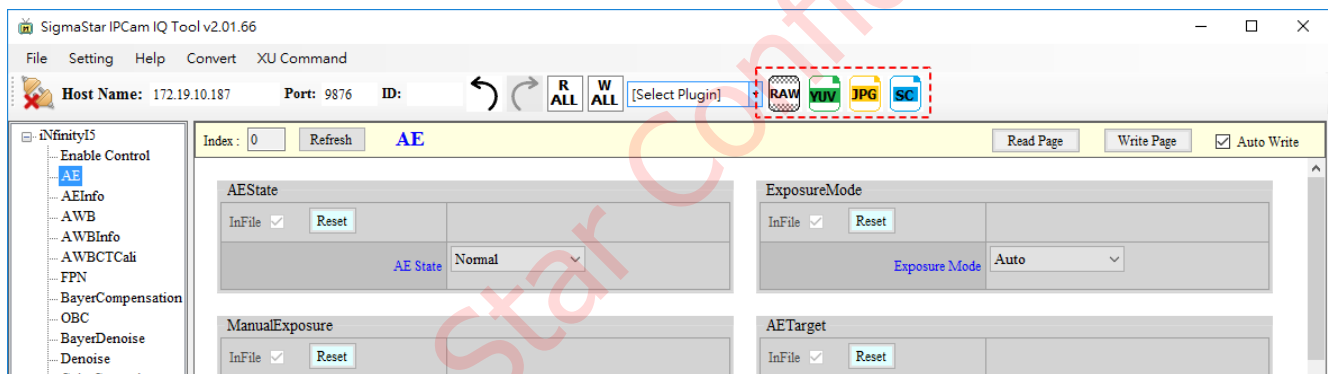 SigmaStar IPCam IQ Tool v2.01.66
File Setting Help Convert XU Command
Host Name: 172.19.10.187 Port: 9876 ID: R ALL W ALL [Select Plugin] RAW YUV JPG SC
iNfinityI5
Enable Control
AE
AEInfo
AWB
AWBInfo
AWBCTCali
FPN
BayerCompensation
OBC
BayerDenoise
Denoise
Index : 0 Refresh AE Read Page Write Page Auto Write
AEState
InFile Reset
AE State Normal
ExposureMode
InFile Reset
Exposure Mode Auto
ManualExposure
InFile Reset
AETarget
InFile Reset
Star Confi